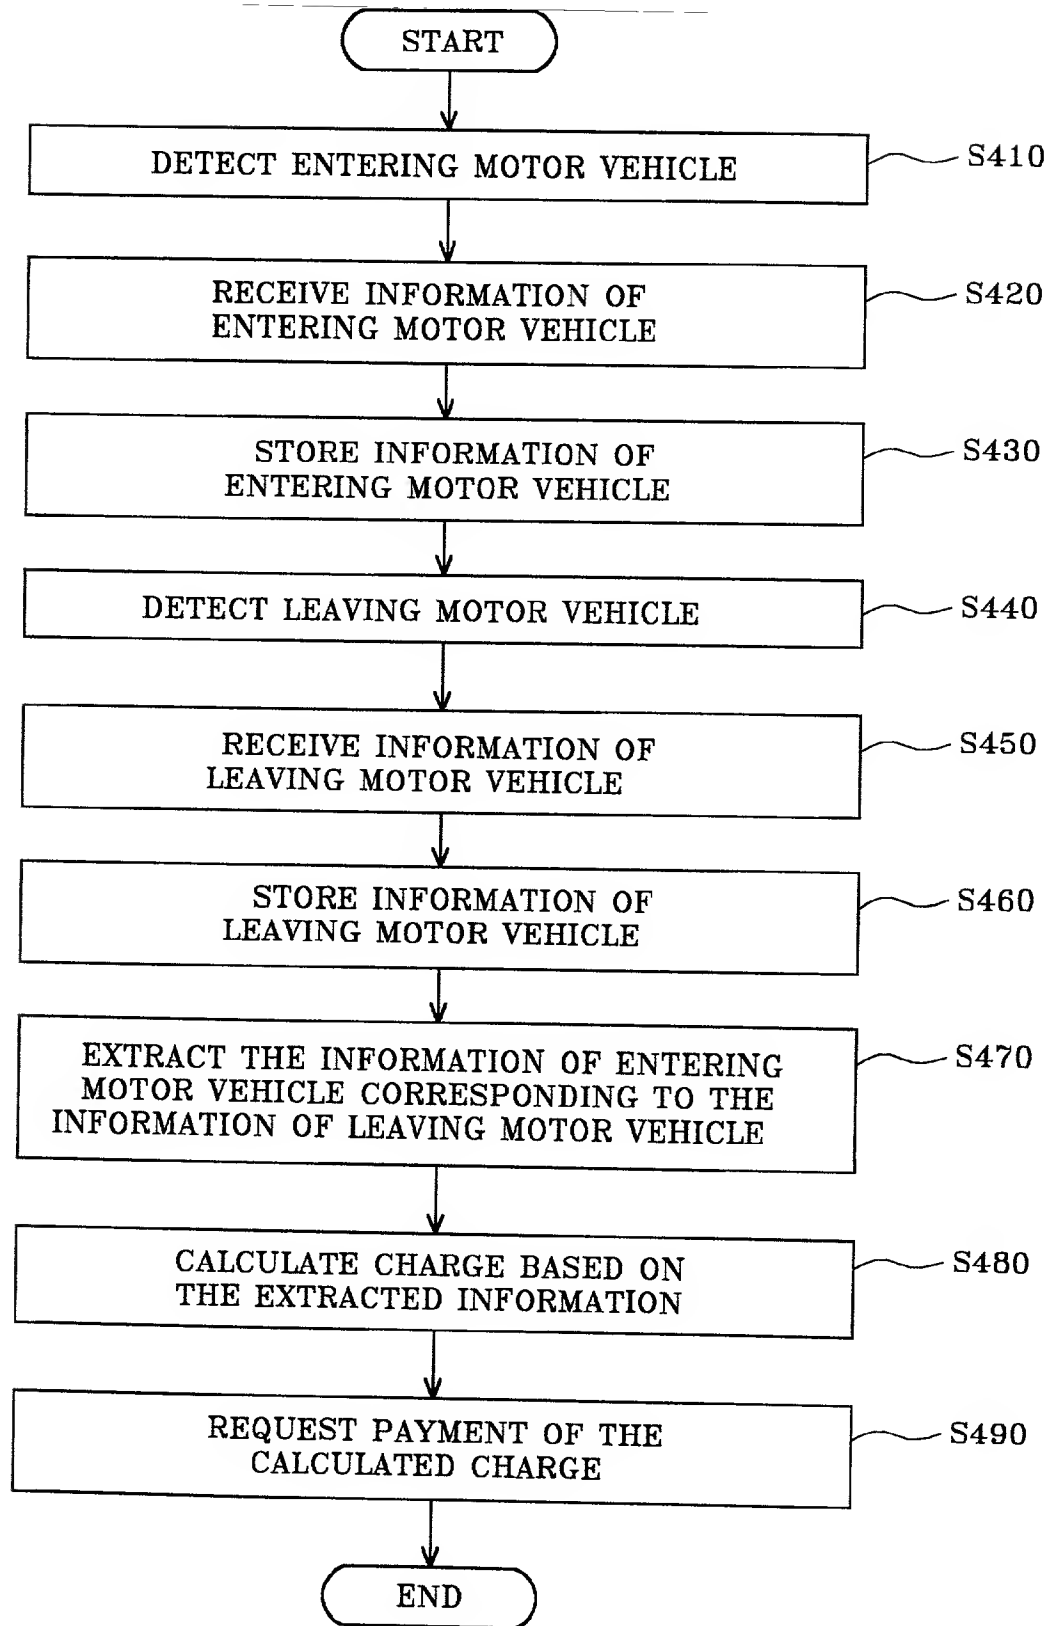 START
DETECT ENTERING MOTOR VEHICLE
S410
RECEIVE INFORMATION OF
ENTERING MOTOR VEHICLE
S420
STORE INFORMATION OF
ENTERING MOTOR VEHICLE
S430
DETECT LEAVING MOTOR VEHICLE
S440
RECEIVE INFORMATION OF
LEAVING MOTOR VEHICLE
S450
STORE INFORMATION OF
LEAVING MOTOR VEHICLE
S460
EXTRACT THE INFORMATION OF ENTERING
MOTOR VEHICLE CORRESPONDING TO THE
INFORMATION OF LEAVING MOTOR VEHICLE
S470
CALCULATE CHARGE BASED ON
THE EXTRACTED INFORMATION
S480
REQUEST PAYMENT OF THE
CALCULATED CHARGE
S490
END